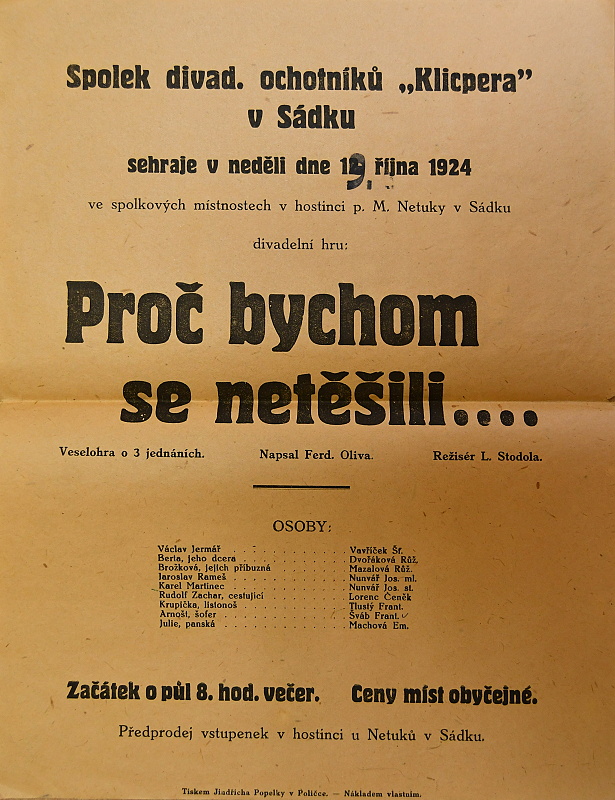 Spolek divad. ochotníků „Klicpera”
v Sádku
sehraje v neděli dne 19. října 1924
ve spolkových místnostech v hostinci p. M. Netuky v Sádku
divadelní hru:
Proč bychom
se netěšili....
Veselohra o 3 jednáních. Napsal Ferd. Oliva. Režisér L. Stodola.
OSOBY:
Václav Jermář . . . . . . . . . . Vavříček Šf.
Berta, jeho dcera . . . . . . . . . . Dvořáková Růž.
Brožková, jejich příbuzná . . . . . . . . Mazalová Růž.
Jaroslav Rameš . . . . . . . . . . Nunvář Jos. ml.
Karel Martinec . . . . . . . . . . Nunvář Jos. st.
Rudolf Zachar, cestující . . . . . . . . Lorenc Čeněk
Krupička, listonoš . . . . . . . . . . Tlustý Frant.
Arnošt, šofer . . . . . . . . . . Šváb Frant.
Julie, panská . . . . . . . . . . Machová Em.
Začátek o půl 8. hod. večer. Ceny míst obyčejné.
Předprodej vstupenek v hostinci u Netuků v Sádku.
Tiskem Jindřicha Popelky v Poličce. — Nákladem vlastním.